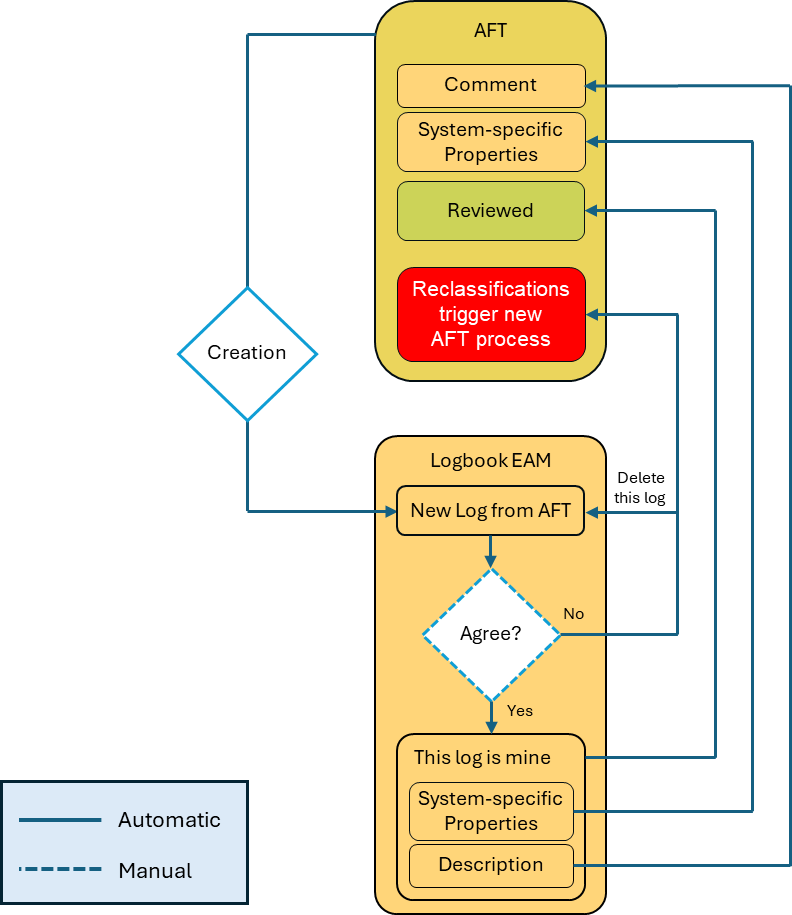 AFT
Comment
System-specific
Properties
Reviewed
Reclassifications
trigger new
AFT process
Creation
Logbook EAM
New Log from AFT
Delete
this log
Agree?
No
Yes
This log is mine
System-specific
Properties
Description
Automatic
Manual